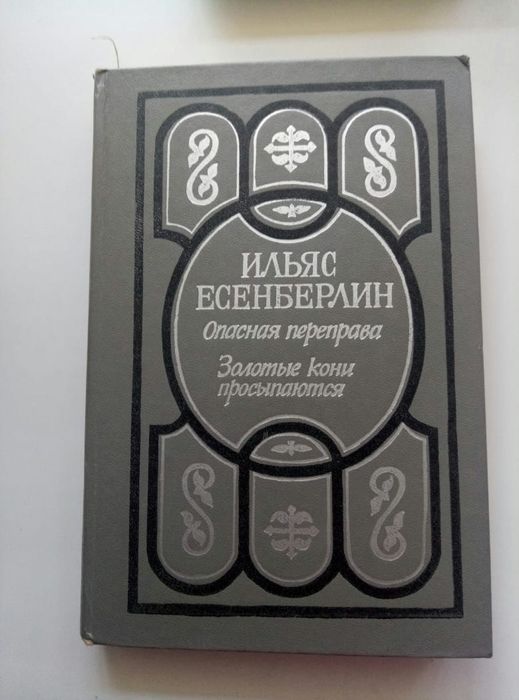 ИЛЬЯС
ЕСЕНБЕРЛИН
Опасная переправа
Золотые кони
просыпаются